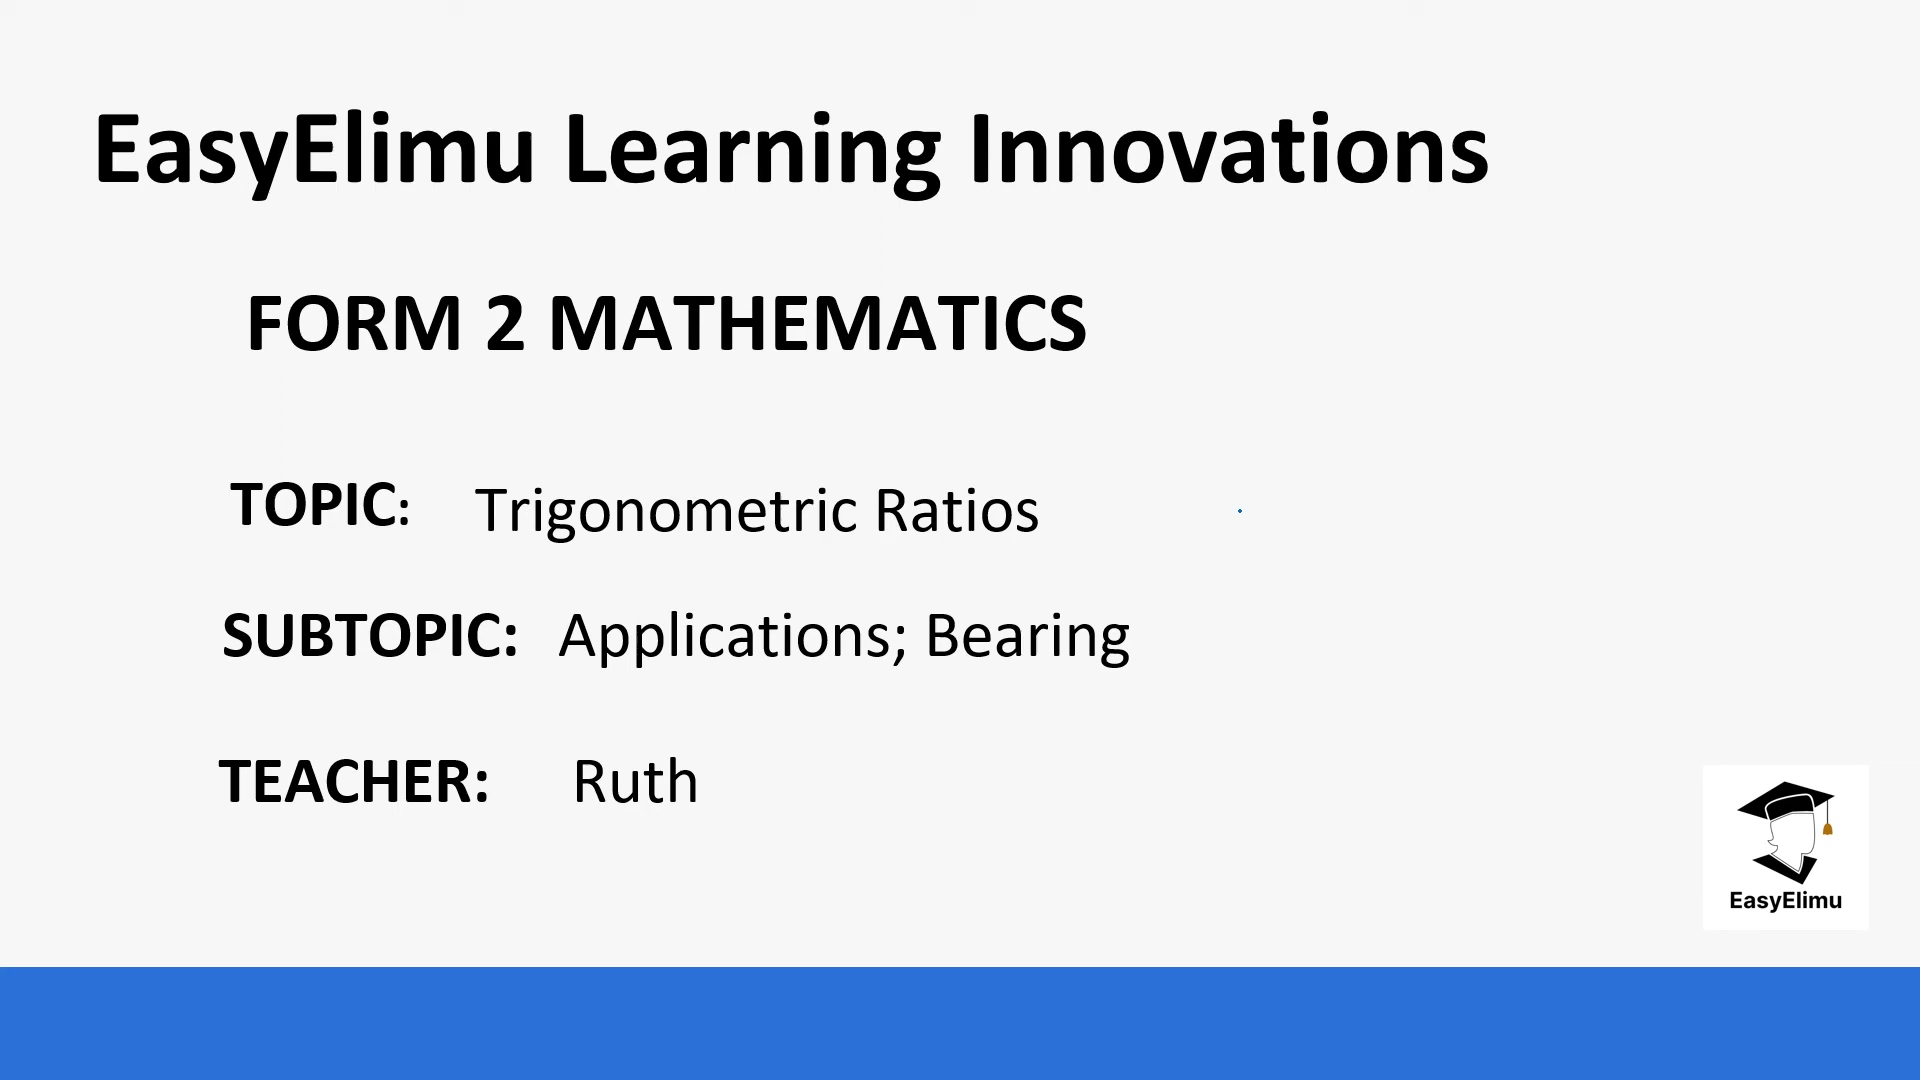 EasyElimu Learning Innovations
FORM 2 MATHEMATICS
TOPIC: Trigonometric Ratios
SUBTOPIC: Applications; Bearing
TEACHER: Ruth
EasyElimu